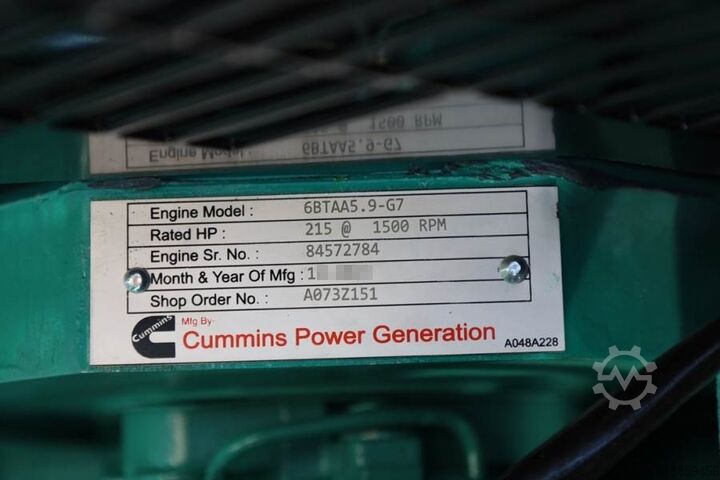 Engine Model : 6BTAA5.9-G7
Rated HP : 215 @ 1500 RPM
Engine Sr. No. : 84572784
Month & Year Of Mfg : 1
Shop Order No. : A073Z151
Cummins
Mfg By-
Cummins Power Generation
A048A228